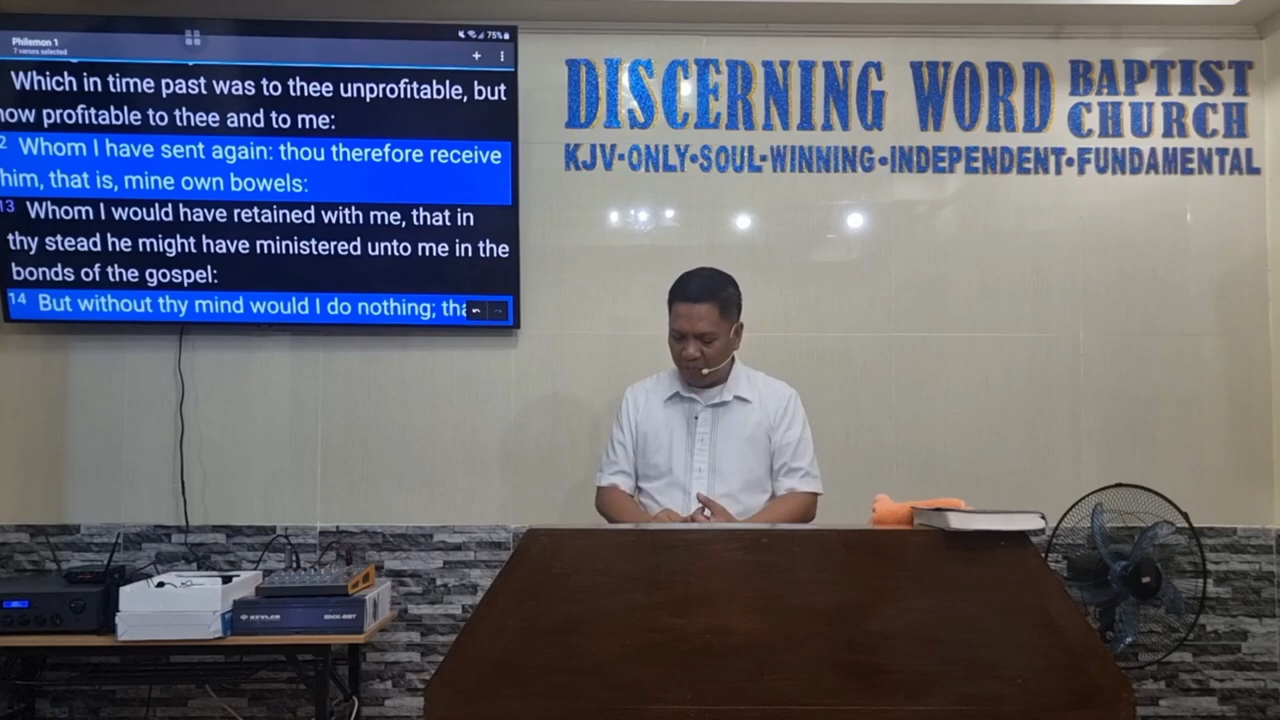 Philemon 1
7 verses selected
75%
Which in time past was to thee unprofitable, but
now profitable to thee and to me:
2 Whom I have sent again: thou therefore receive
him, that is, mine own bowels:
13 Whom I would have retained with me, that in
thy stead he might have ministered unto me in the
bonds of the gospel:
14 But without thy mind would I do nothing; tha
DISCERNING WORD BAPTIST CHURCH
KJV-ONLY•SOUL-WINNING•INDEPENDENT•FUNDAMENTAL
KEVLER